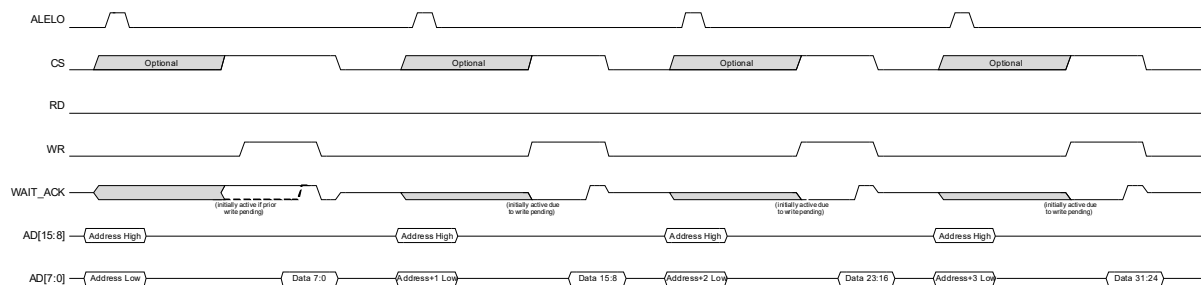 ALELO
CS
Optional
Optional
Optional
Optional
RD
WR
WAIT_ACK
(initially active if prior
write pending)
(initially active due
to write pending)
(initially active due
to write pending)
(initially active due
to write pending)
AD[15:8]
Address High
Address High
Address High
Address High
AD[7:0]
Address Low
Data 7:0
Address+1 Low
Data 15:8
Address+2 Low
Data 23:16
Address+3 Low
Data 31:24